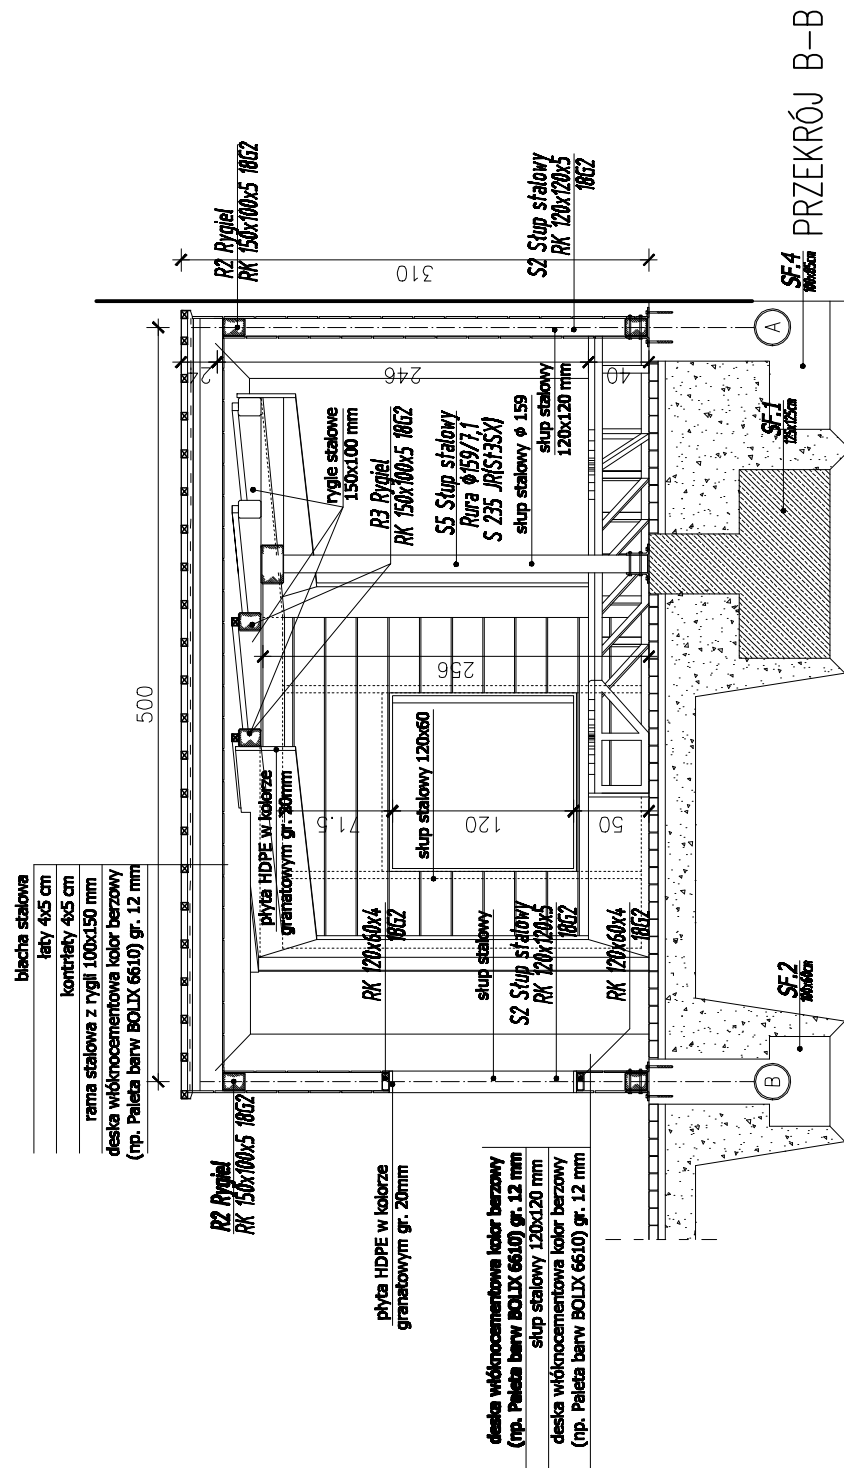 PRZEKRÓJ B-B
blacha stalowa
łaty 4x5 cm
kontrłaty 4x5 cm
rama stalowa z rygli 100x150 mm
deska włóknocementowa kolor berzowy
(np. Paleta barw BOLIX 6610) gr. 12 mm
500
R2 Rygiel
RK 150x100x5 18G2
R2 Rygiel
RK 150x100x5 18G2
310
24
246
40
S2 Słup stalowy
RK 120x120x5
18G2
rygle stalowe
150x100 mm
R3 Rygiel
RK 150x100x5 18G2
S5 Słup stalowy
Rura ϕ159/7,1
S 235 JR(St3SX)
słup stalowy ϕ 159
słup stalowy
120x120 mm
256
płyta HDPE w kolorze
granatowym gr. 20mm
słup stalowy 120x60
71.5
120
50
RK 120x60x4
18G2
słup stalowy
S2 Słup stalowy
RK 120x120x5
18G2
RK 120x60x4
18G2
płyta HDPE w kolorze
granatowym gr. 20mm
deska włóknocementowa kolor berzowy
(np. Paleta barw BOLIX 6610) gr. 12 mm
słup stalowy 120x120 mm
deska włóknocementowa kolor berzowy
(np. Paleta barw BOLIX 6610) gr. 12 mm
A
B
SF.4
SF.1
125x125cm
SF.2